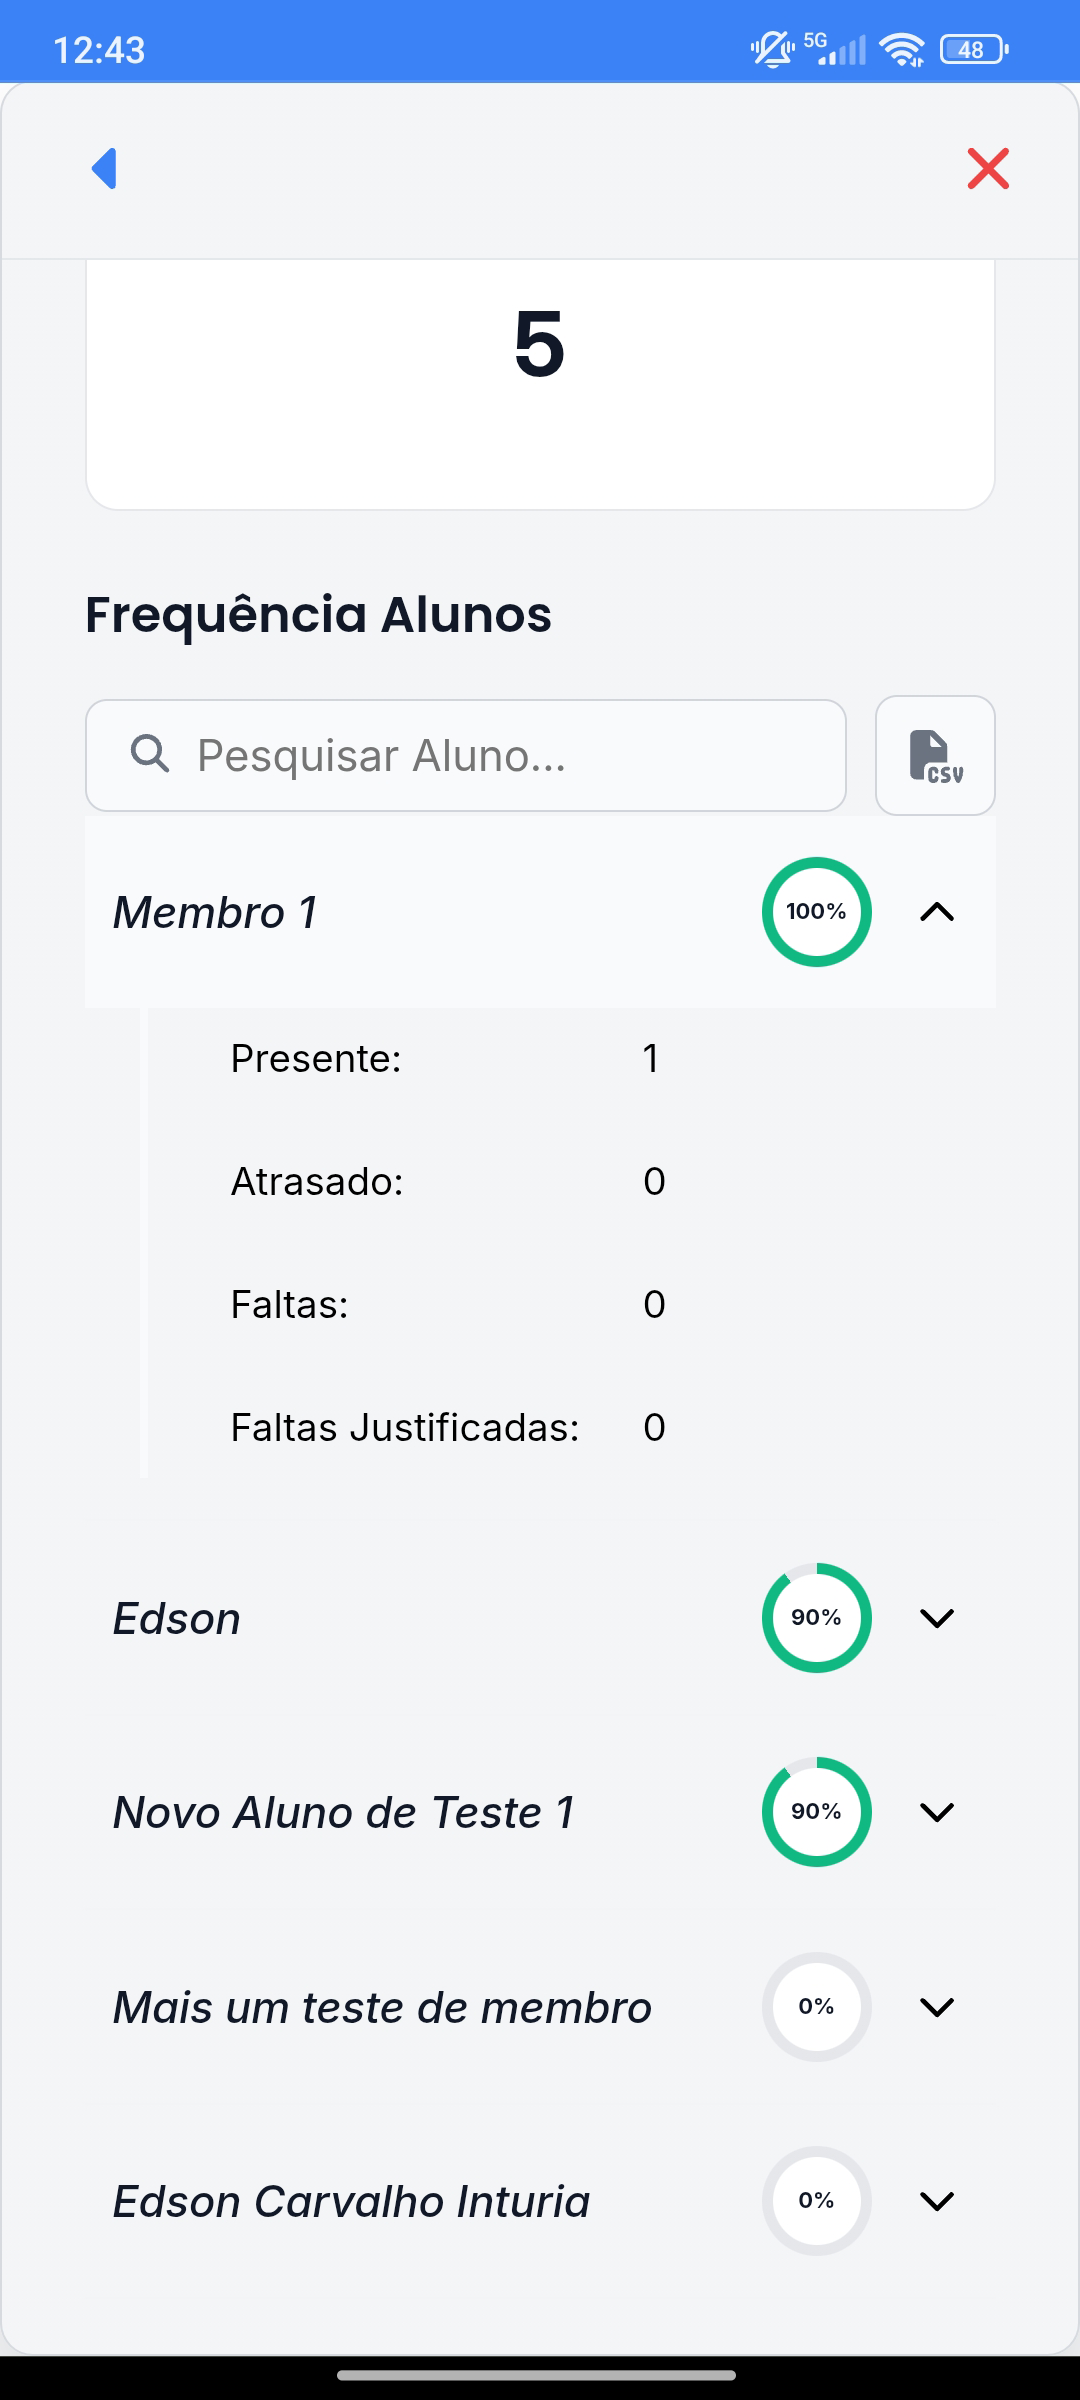 12:43
5G
48
5
Frequência Alunos
Pesquisar Aluno...
CSV
Membro 1
100%
Presente: 1
Atrasado: 0
Faltas: 0
Faltas Justificadas: 0
Edson
90%
Novo Aluno de Teste 1
90%
Mais um teste de membro
0%
Edson Carvalho Inturia
0%